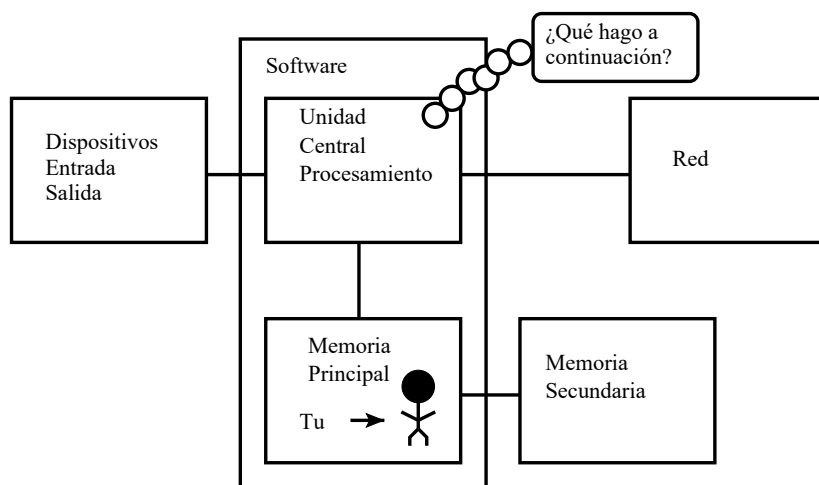 ¿Qué hago a
continuación?
Software
Unidad
Central
Procesamiento
Dispositivos
Entrada
Salida
Red
Memoria
Principal
Tu
Memoria
Secundaria